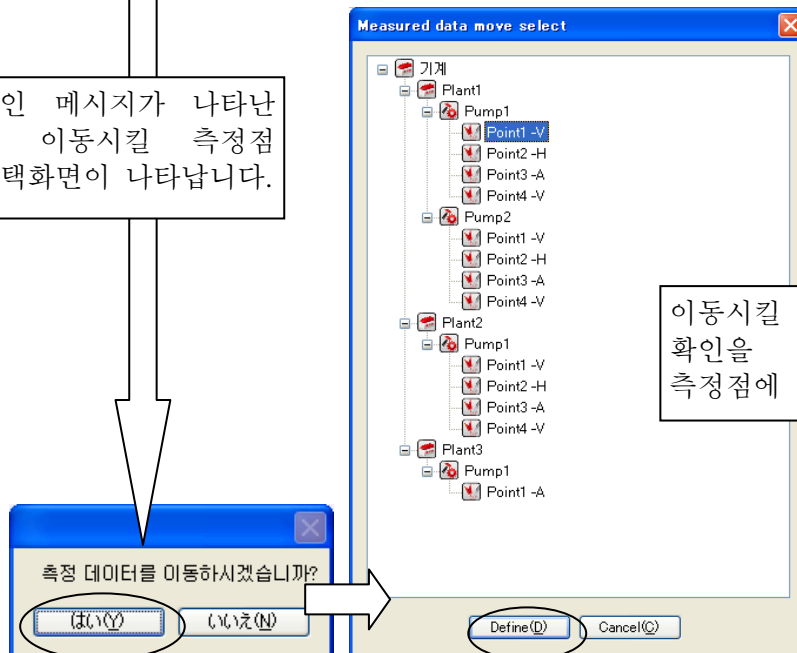 인 메시지가 나타난
이동시킬 측정점
택화면이 나타납니다.
Measured data move select
기계
Plant1
Pump1
Point1 -V
Point2 -H
Point3 -A
Point4 -V
Pump2
Point1 -V
Point2 -H
Point3 -A
Point4 -V
Plant2
Pump1
Point1 -V
Point2 -H
Point3 -A
Point4 -V
Plant3
Pump1
Point1 -A
이동시킬
확인을
측정점에
측정 데이터를 이동하시겠습니까?
はい(Y) いいえ(N)
Define(D) Cancel(C)